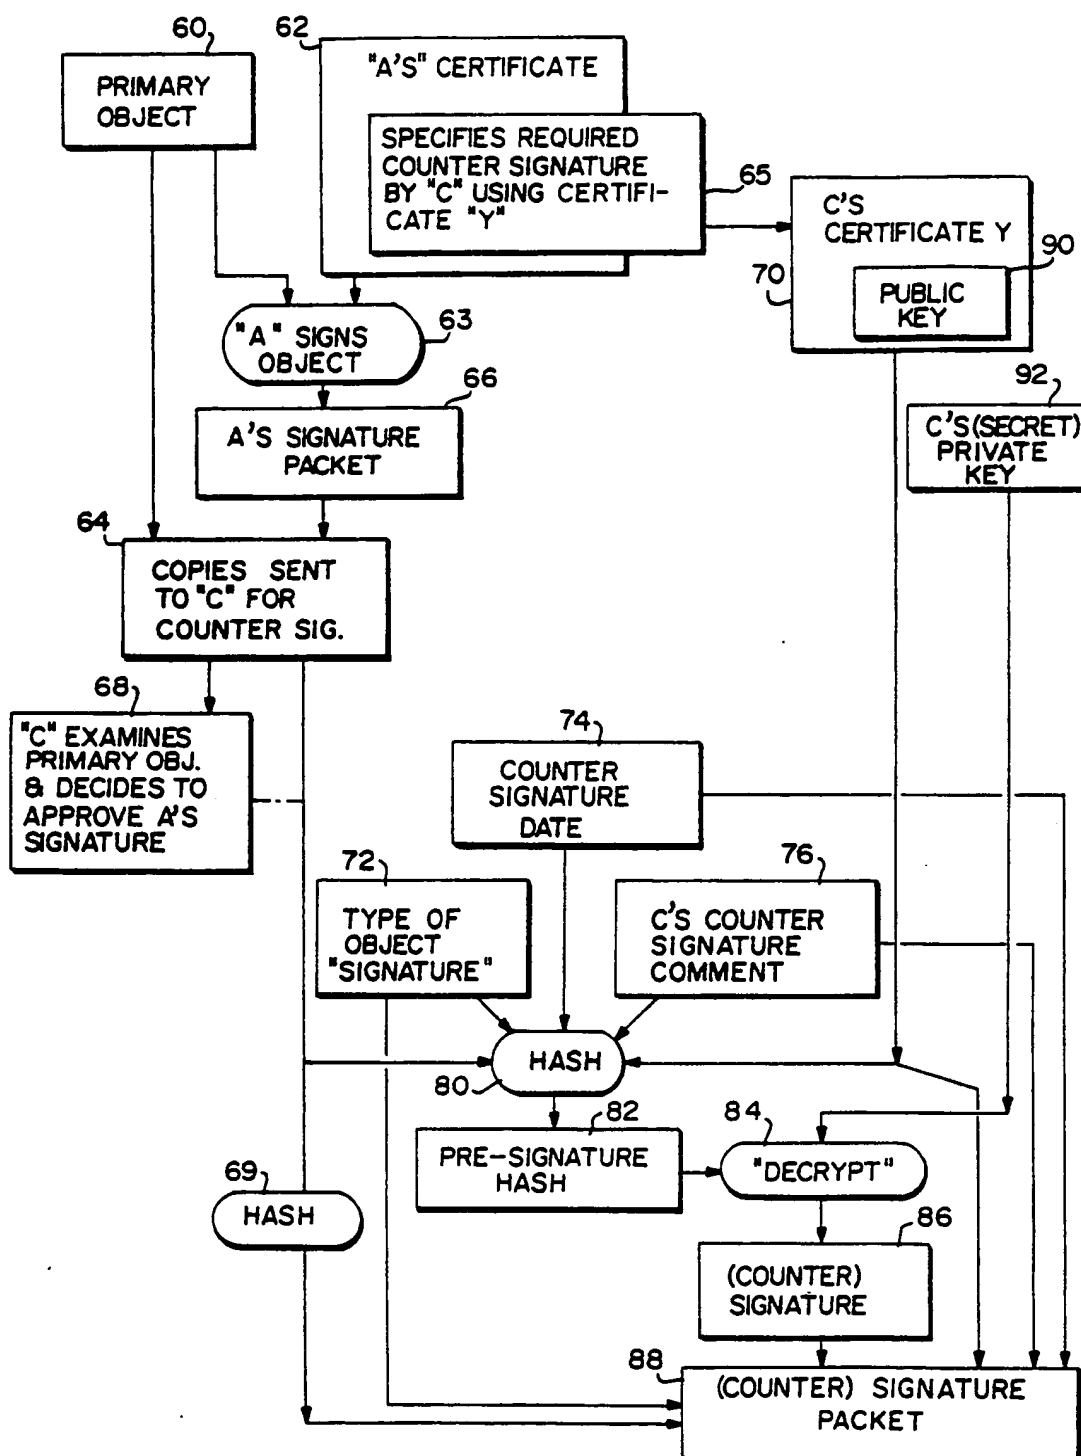 60
PRIMARY
OBJECT
62
"A'S" CERTIFICATE
SPECIFIES REQUIRED
COUNTER SIGNATURE
BY "C" USING CERTIFI-
CATE "Y"
65
C'S
CERTIFICATE Y
70
90
PUBLIC
KEY
"A" SIGNS
OBJECT
63
66
A'S SIGNATURE
PACKET
92
C'S (SECRET)
PRIVATE
KEY
64
COPIES SENT
TO "C" FOR
COUNTER SIG.
68
"C" EXAMINES
PRIMARY OBJ.
& DECIDES TO
APPROVE A'S
SIGNATURE
74
COUNTER
SIGNATURE
DATE
72
TYPE OF
OBJECT
"SIGNATURE"
76
C'S COUNTER
SIGNATURE
COMMENT
HASH
80
82
PRE-SIGNATURE
HASH
84
"DECRYPT"
69
HASH
86
(COUNTER)
SIGNATURE
88
(COUNTER) SIGNATURE
PACKET